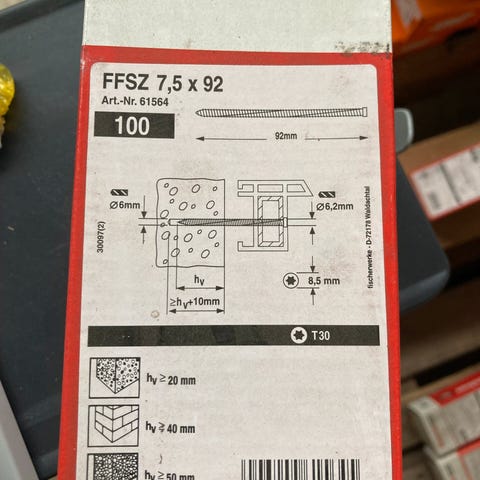 FFSZ 7,5 x 92
Art.-Nr. 61564
100
92mm
Ø6mm
Ø6,2mm
30097(2)
fischerwerke - D-72178 Waldachtal
hv
≥hv+10mm
8,5 mm
T30
hv ≥ 20 mm
hv ≥ 40 mm
hv ≥ 50 mm